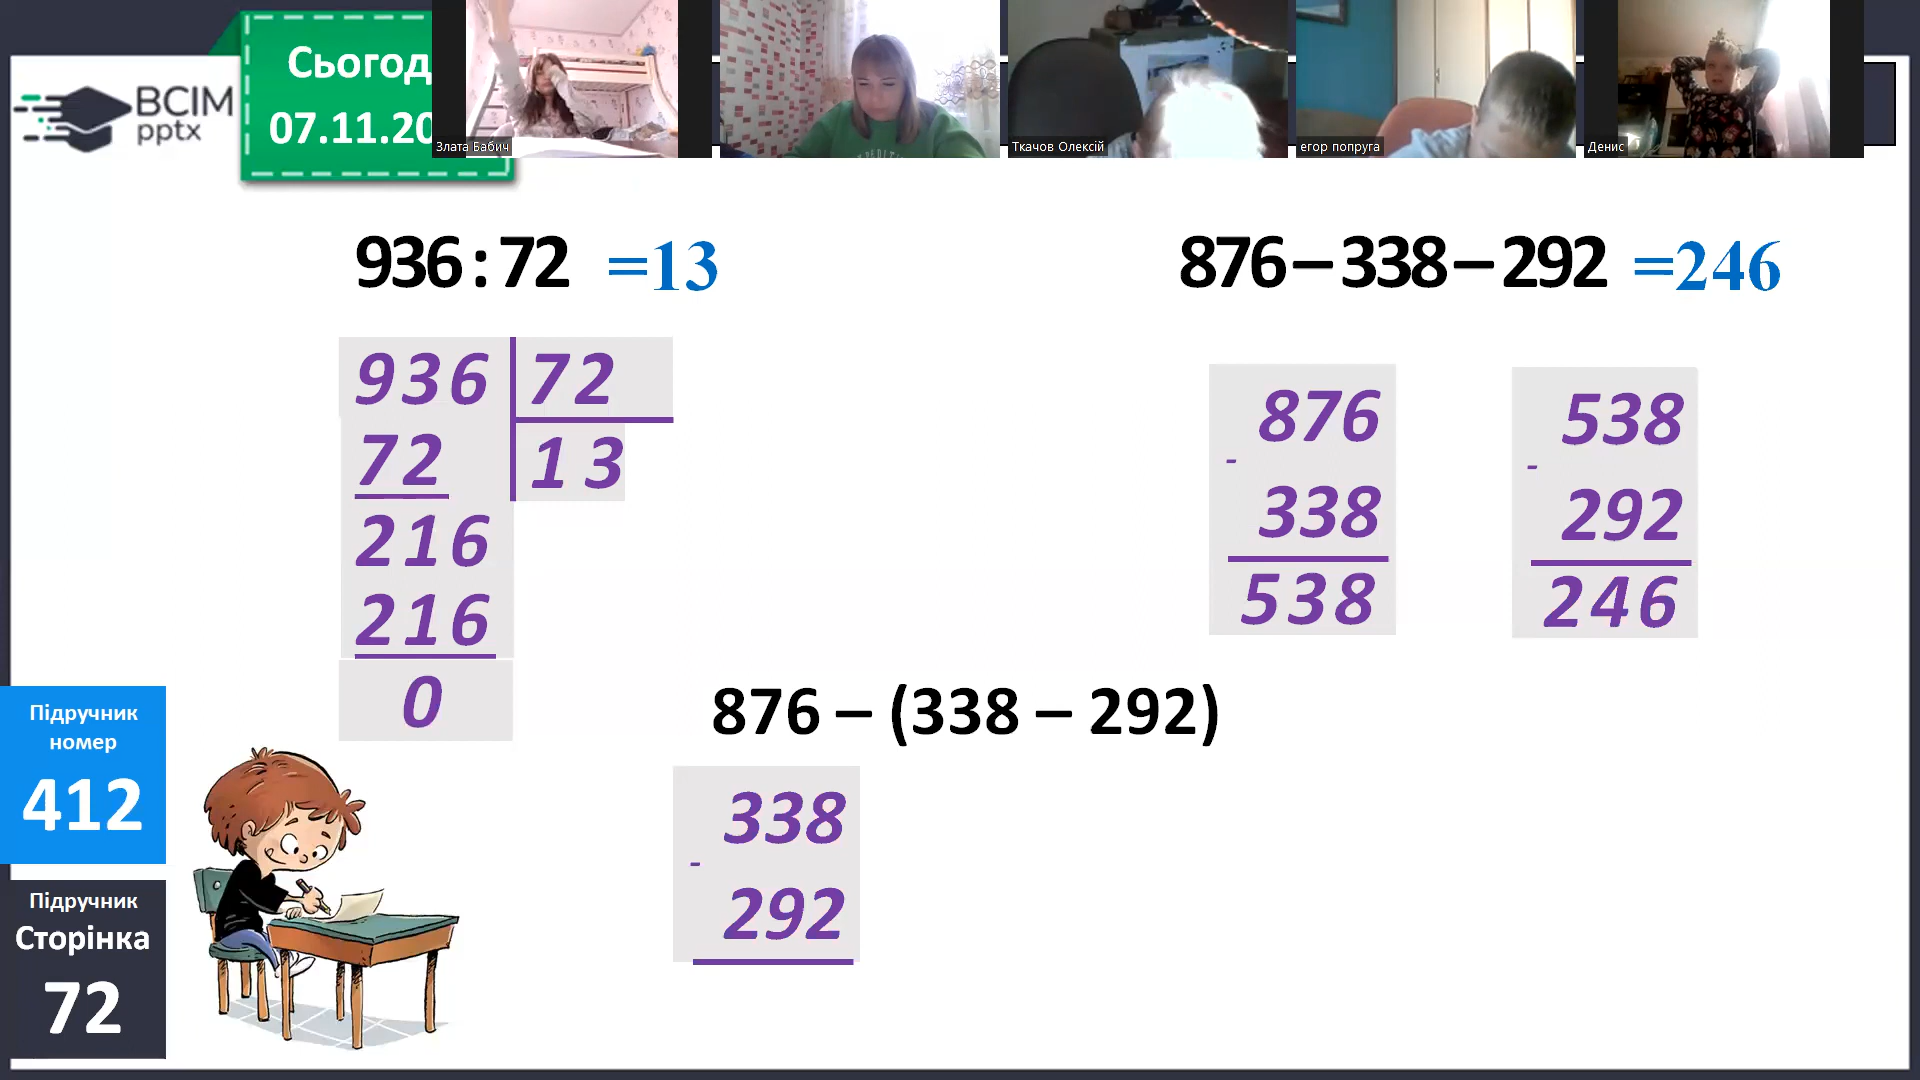 Сьогод
07.11.20
ВСІМ
pptx
Злата Бабич
Ткачов Олексій
егор попруга
Денис
936 : 72 =13
936 72
72 13
216
216
0
876 – 338 – 292 =246
876
-
338
538
538
-
292
246
876 – (338 – 292)
338
-
292
Підручник
номер
412
Підручник
Сторінка
72